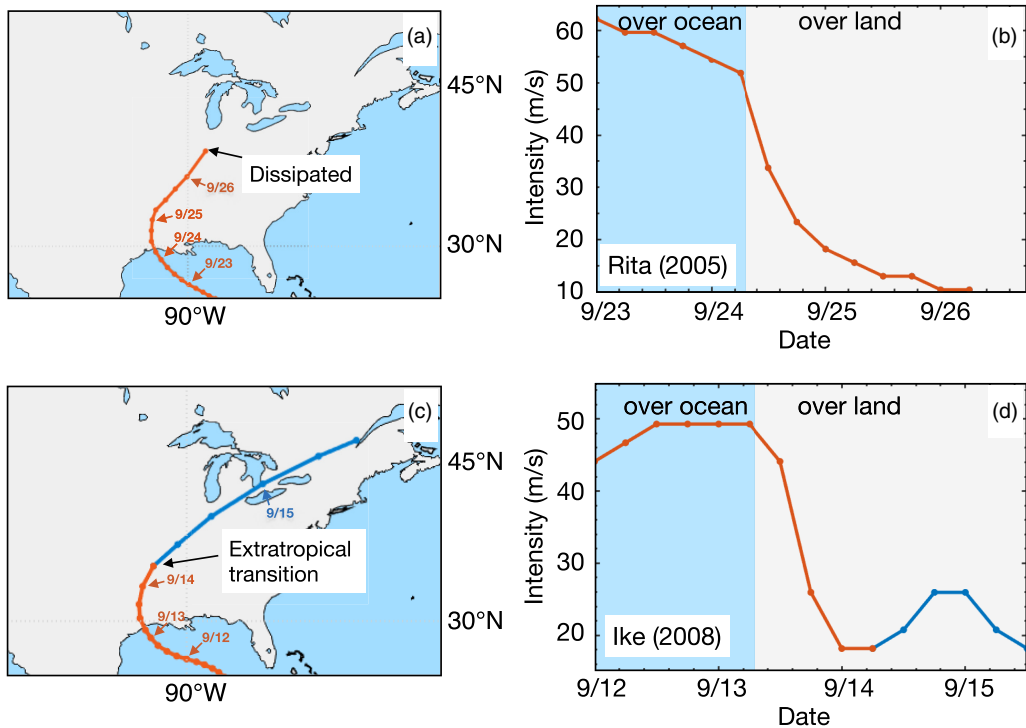 (a)
45°N
Dissipated
9/26
9/25
9/24
9/23
30°N
90°W
over ocean
over land
(b)
60
50
40
30
20
10
Intensity (m/s)
Rita (2005)
9/23
9/24
9/25
9/26
Date
(c)
45°N
9/15
Extratropical
transition
9/14
9/13
9/12
30°N
90°W
over ocean
over land
(d)
50
40
30
20
Intensity (m/s)
Ike (2008)
9/12
9/13
9/14
9/15
Date